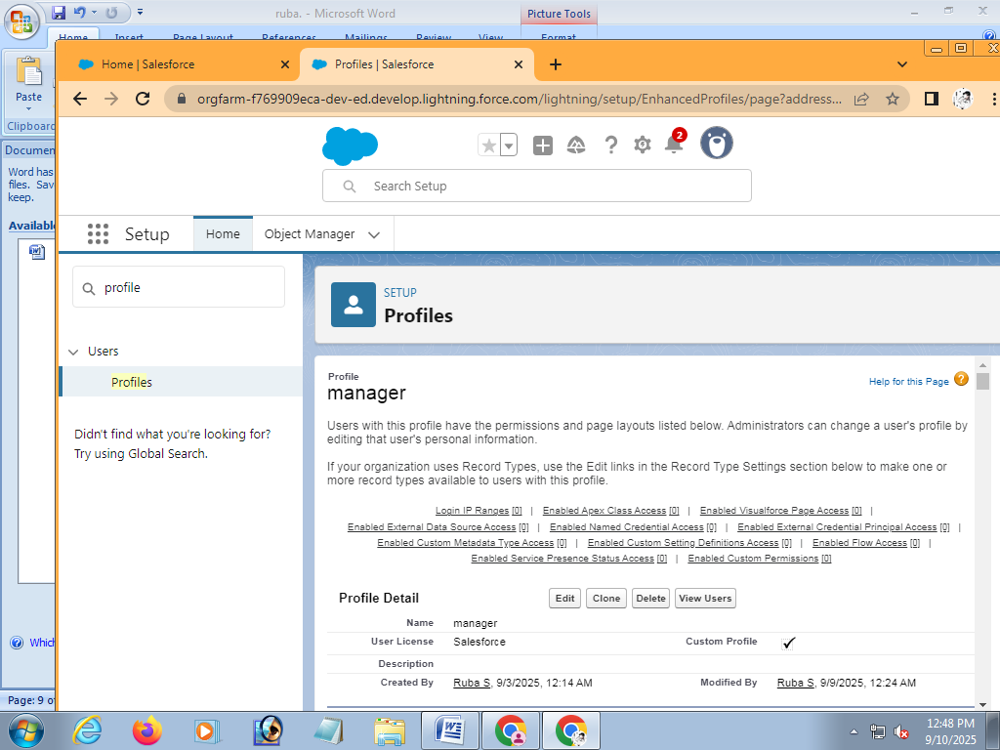 ruba. - Microsoft Word
Picture Tools
Home Insert Page Layout References Mailings Review View Format
Paste
Clipboard
Home | Salesforce
Profiles | Salesforce
orgfarm-f769909eca-dev-ed.develop.lightning.force.com/lightning/setup/EnhancedProfiles/page?address...
2
Search Setup
Setup
Home
Object Manager
Docum
Word has
files. Sav
keep.
Available
Which
Page: 9 o
profile
Users
Profiles
Didn't find what you're looking for?
Try using Global Search.
SETUP
Profiles
Profile
manager
Help for this Page
Users with this profile have the permissions and page layouts listed below. Administrators can change a user's profile by
editing that user's personal information.
If your organization uses Record Types, use the Edit links in the Record Type Settings section below to make one or
more record types available to users with this profile.
Login IP Ranges [0] | Enabled Apex Class Access [0] | Enabled Visualforce Page Access [0] |
Enabled External Data Source Access [0] | Enabled Named Credential Access [0] | Enabled External Credential Principal Access [0] |
Enabled Custom Metadata Type Access [0] | Enabled Custom Setting Definitions Access [0] | Enabled Flow Access [0] |
Enabled Service Presence Status Access [0] | Enabled Custom Permissions [0]
Profile Detail
Edit Clone Delete View Users
Name manager
User License Salesforce
Custom Profile
Description
Created By Ruba S, 9/3/2025, 12:14 AM
Modified By Ruba S, 9/9/2025, 12:24 AM
12:48 PM
9/10/2025